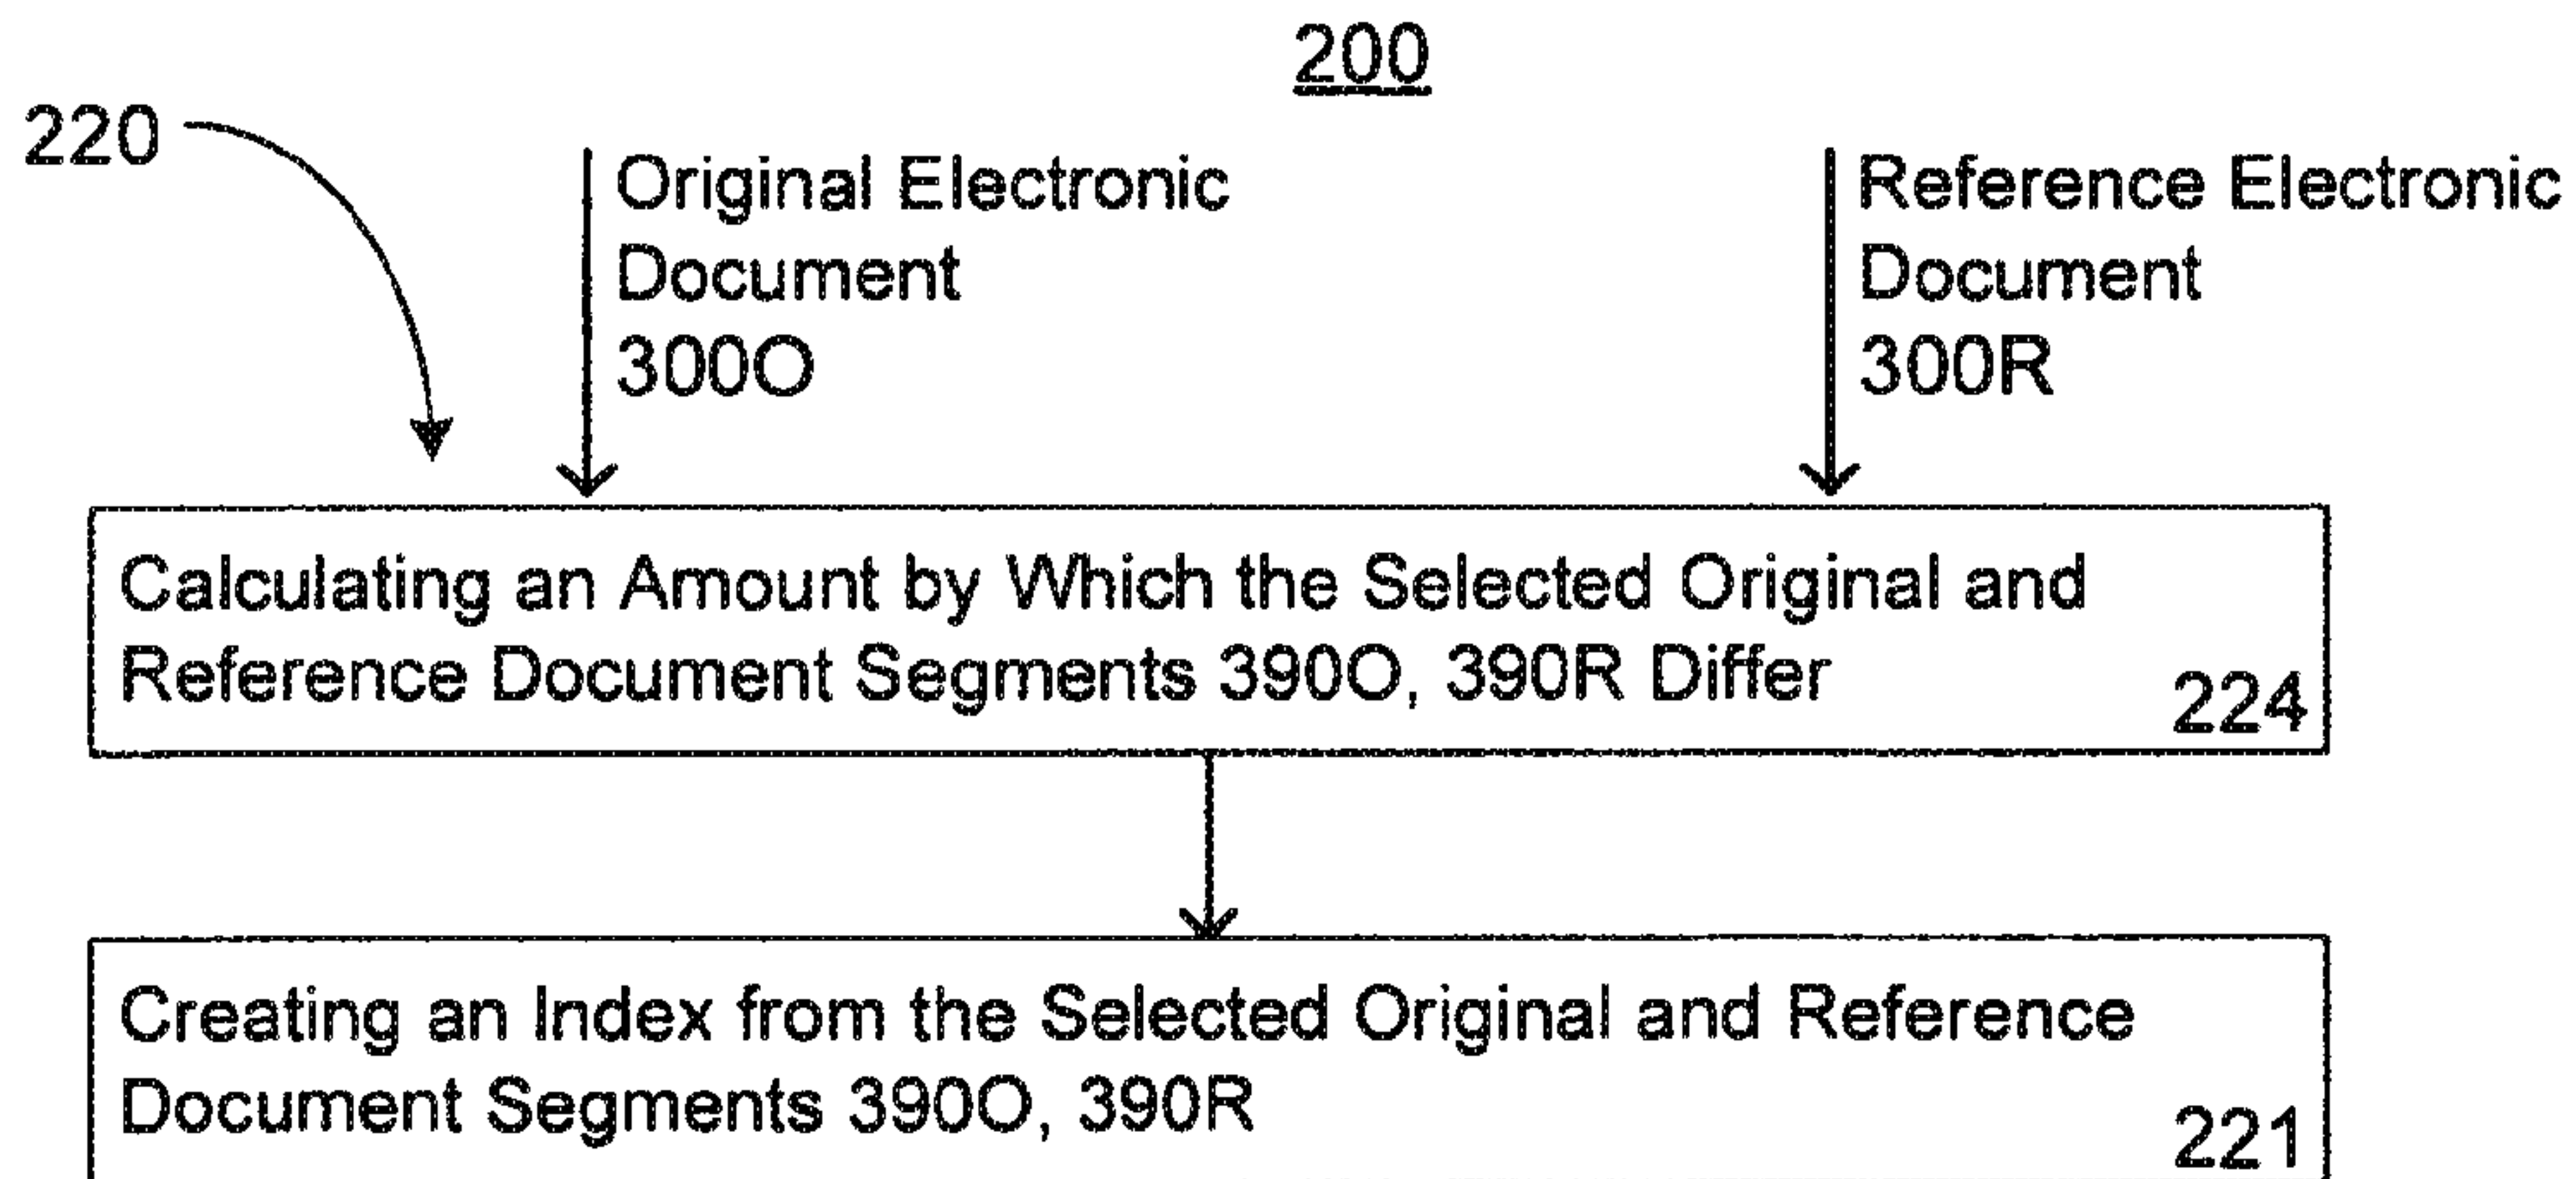 200
220
Original Electronic
Document
300O
Reference Electronic
Document
300R
Calculating an Amount by Which the Selected Original and
Reference Document Segments 390O, 390R Differ
224
Creating an Index from the Selected Original and Reference
Document Segments 390O, 390R
221